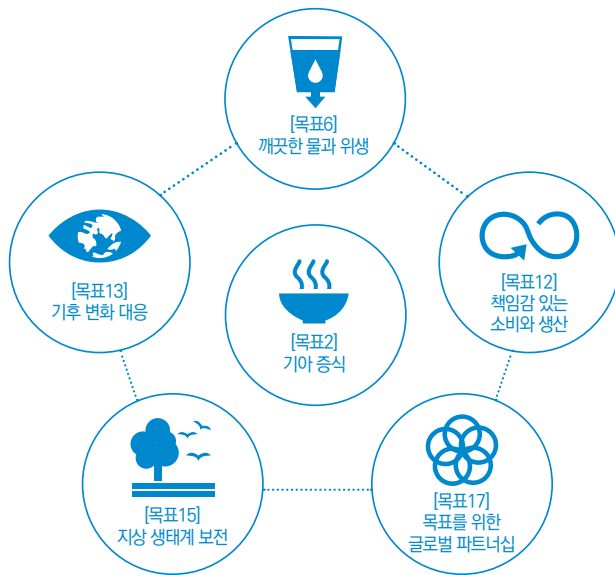 [목표6]
깨끗한 물과 위생
[목표13]
기후 변화 대응
[목표12]
책임감 있는
소비와 생산
[목표2]
기아 증식
[목표15]
지상 생태계 보전
[목표17]
목표를 위한
글로벌 파트너십